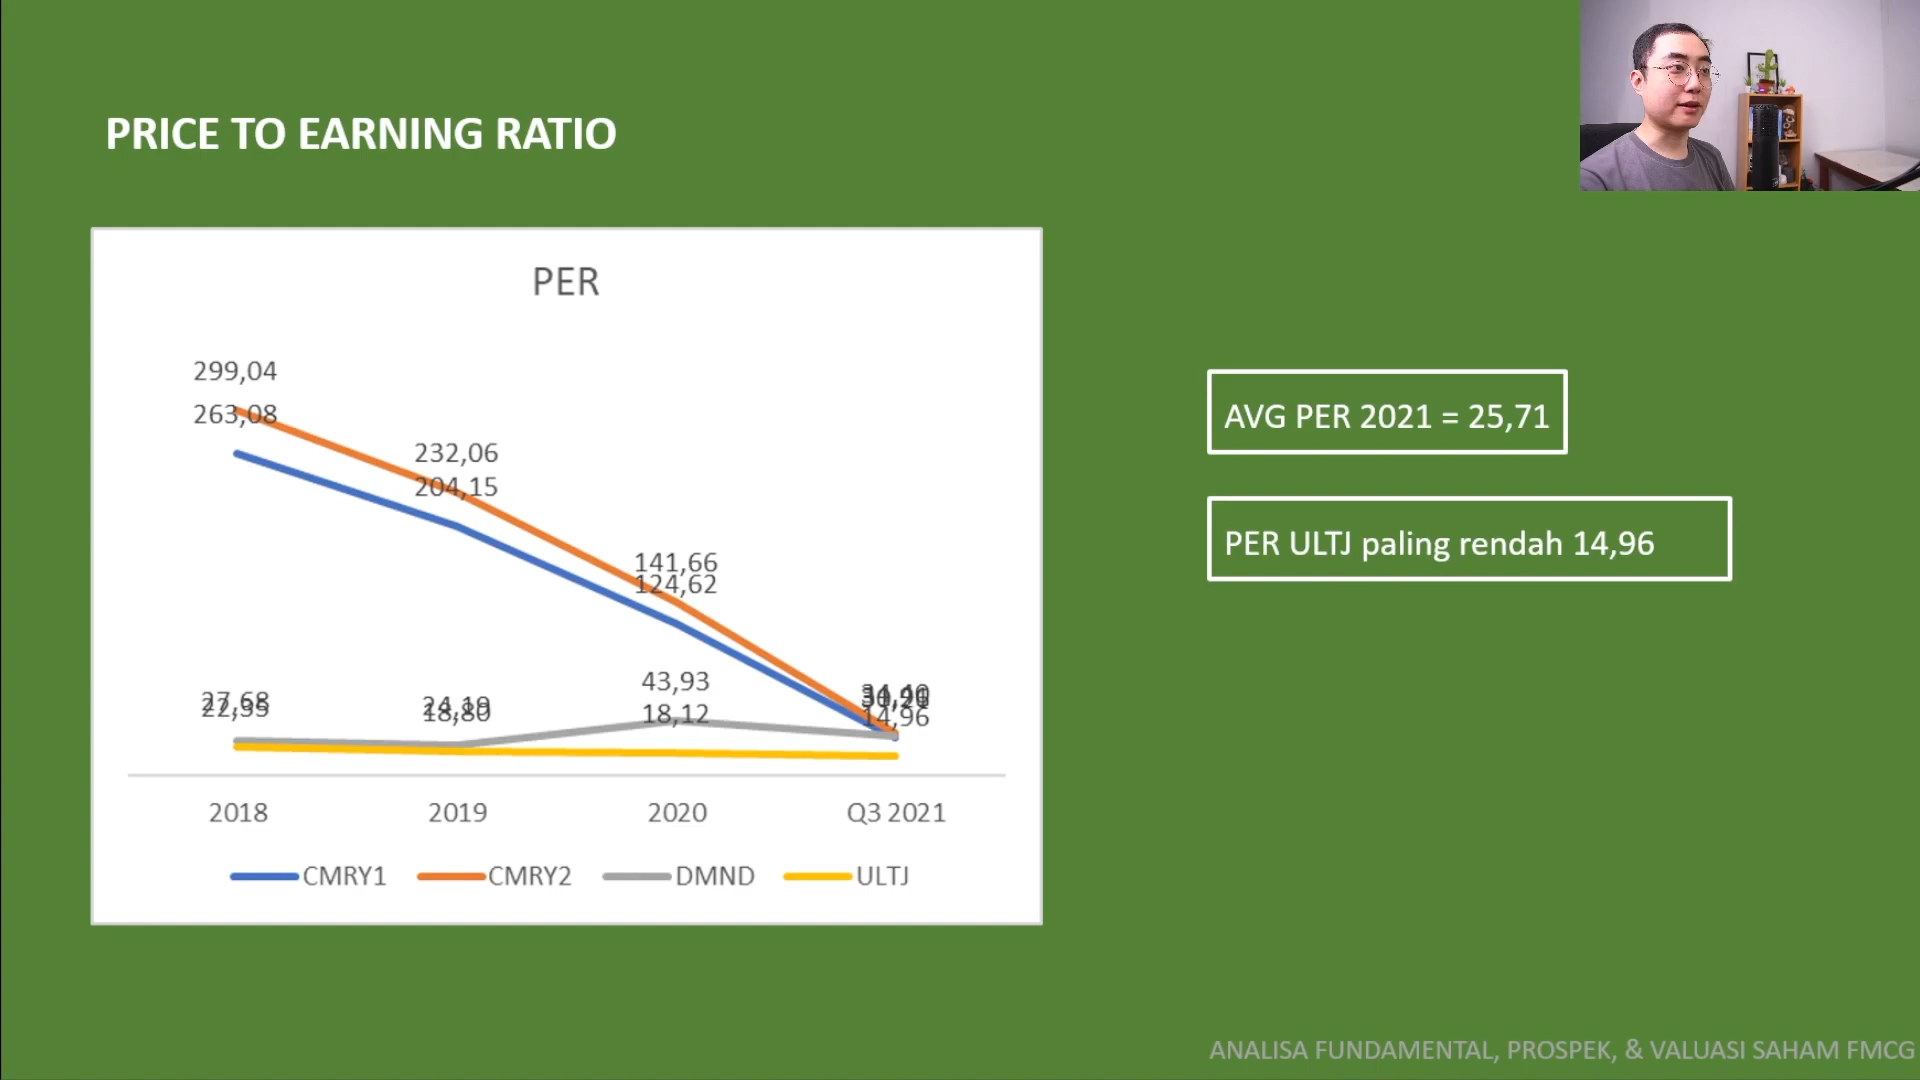 PRICE TO EARNING RATIO
PER
299,04
263,08
232,06
204,15
141,66
124,62
43,93
18,12
27,68
22,35
24,19
18,80
14,96
2018
2019
2020
Q3 2021
CMRY1
CMRY2
DMND
ULTJ
AVG PER 2021 = 25,71
PER ULTJ paling rendah 14,96
ANALISA FUNDAMENTAL, PROSPEK, & VALUASI SAHAM FMCG